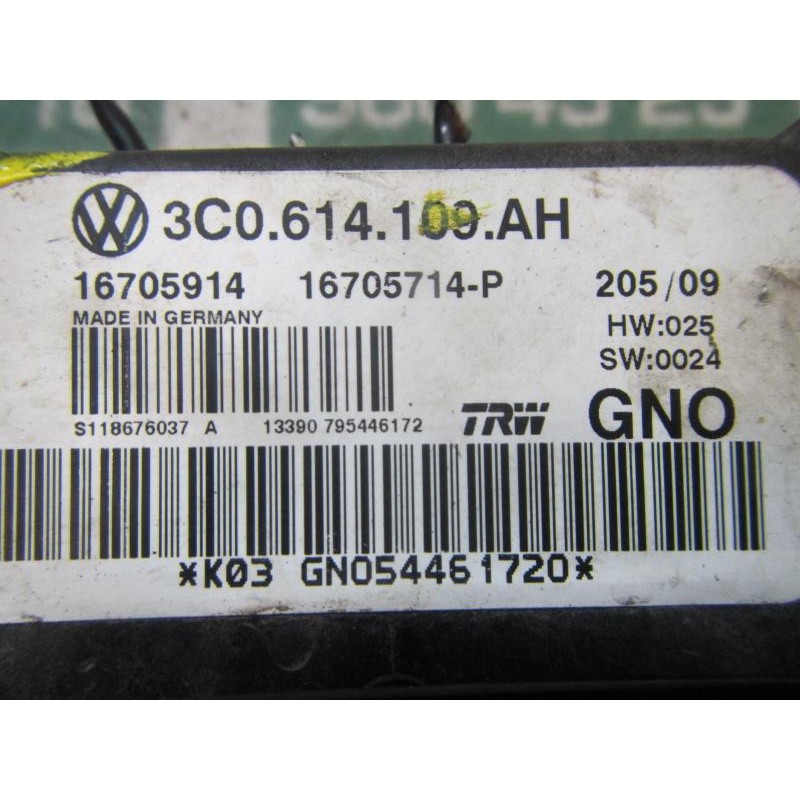 3C0.614.109.AH
16705914 16705714-P 205/09
MADE IN GERMANY
HW:025
SW:0024
S118676037 A 13390 795446172
TRW GNO
*K03 GN054461720*